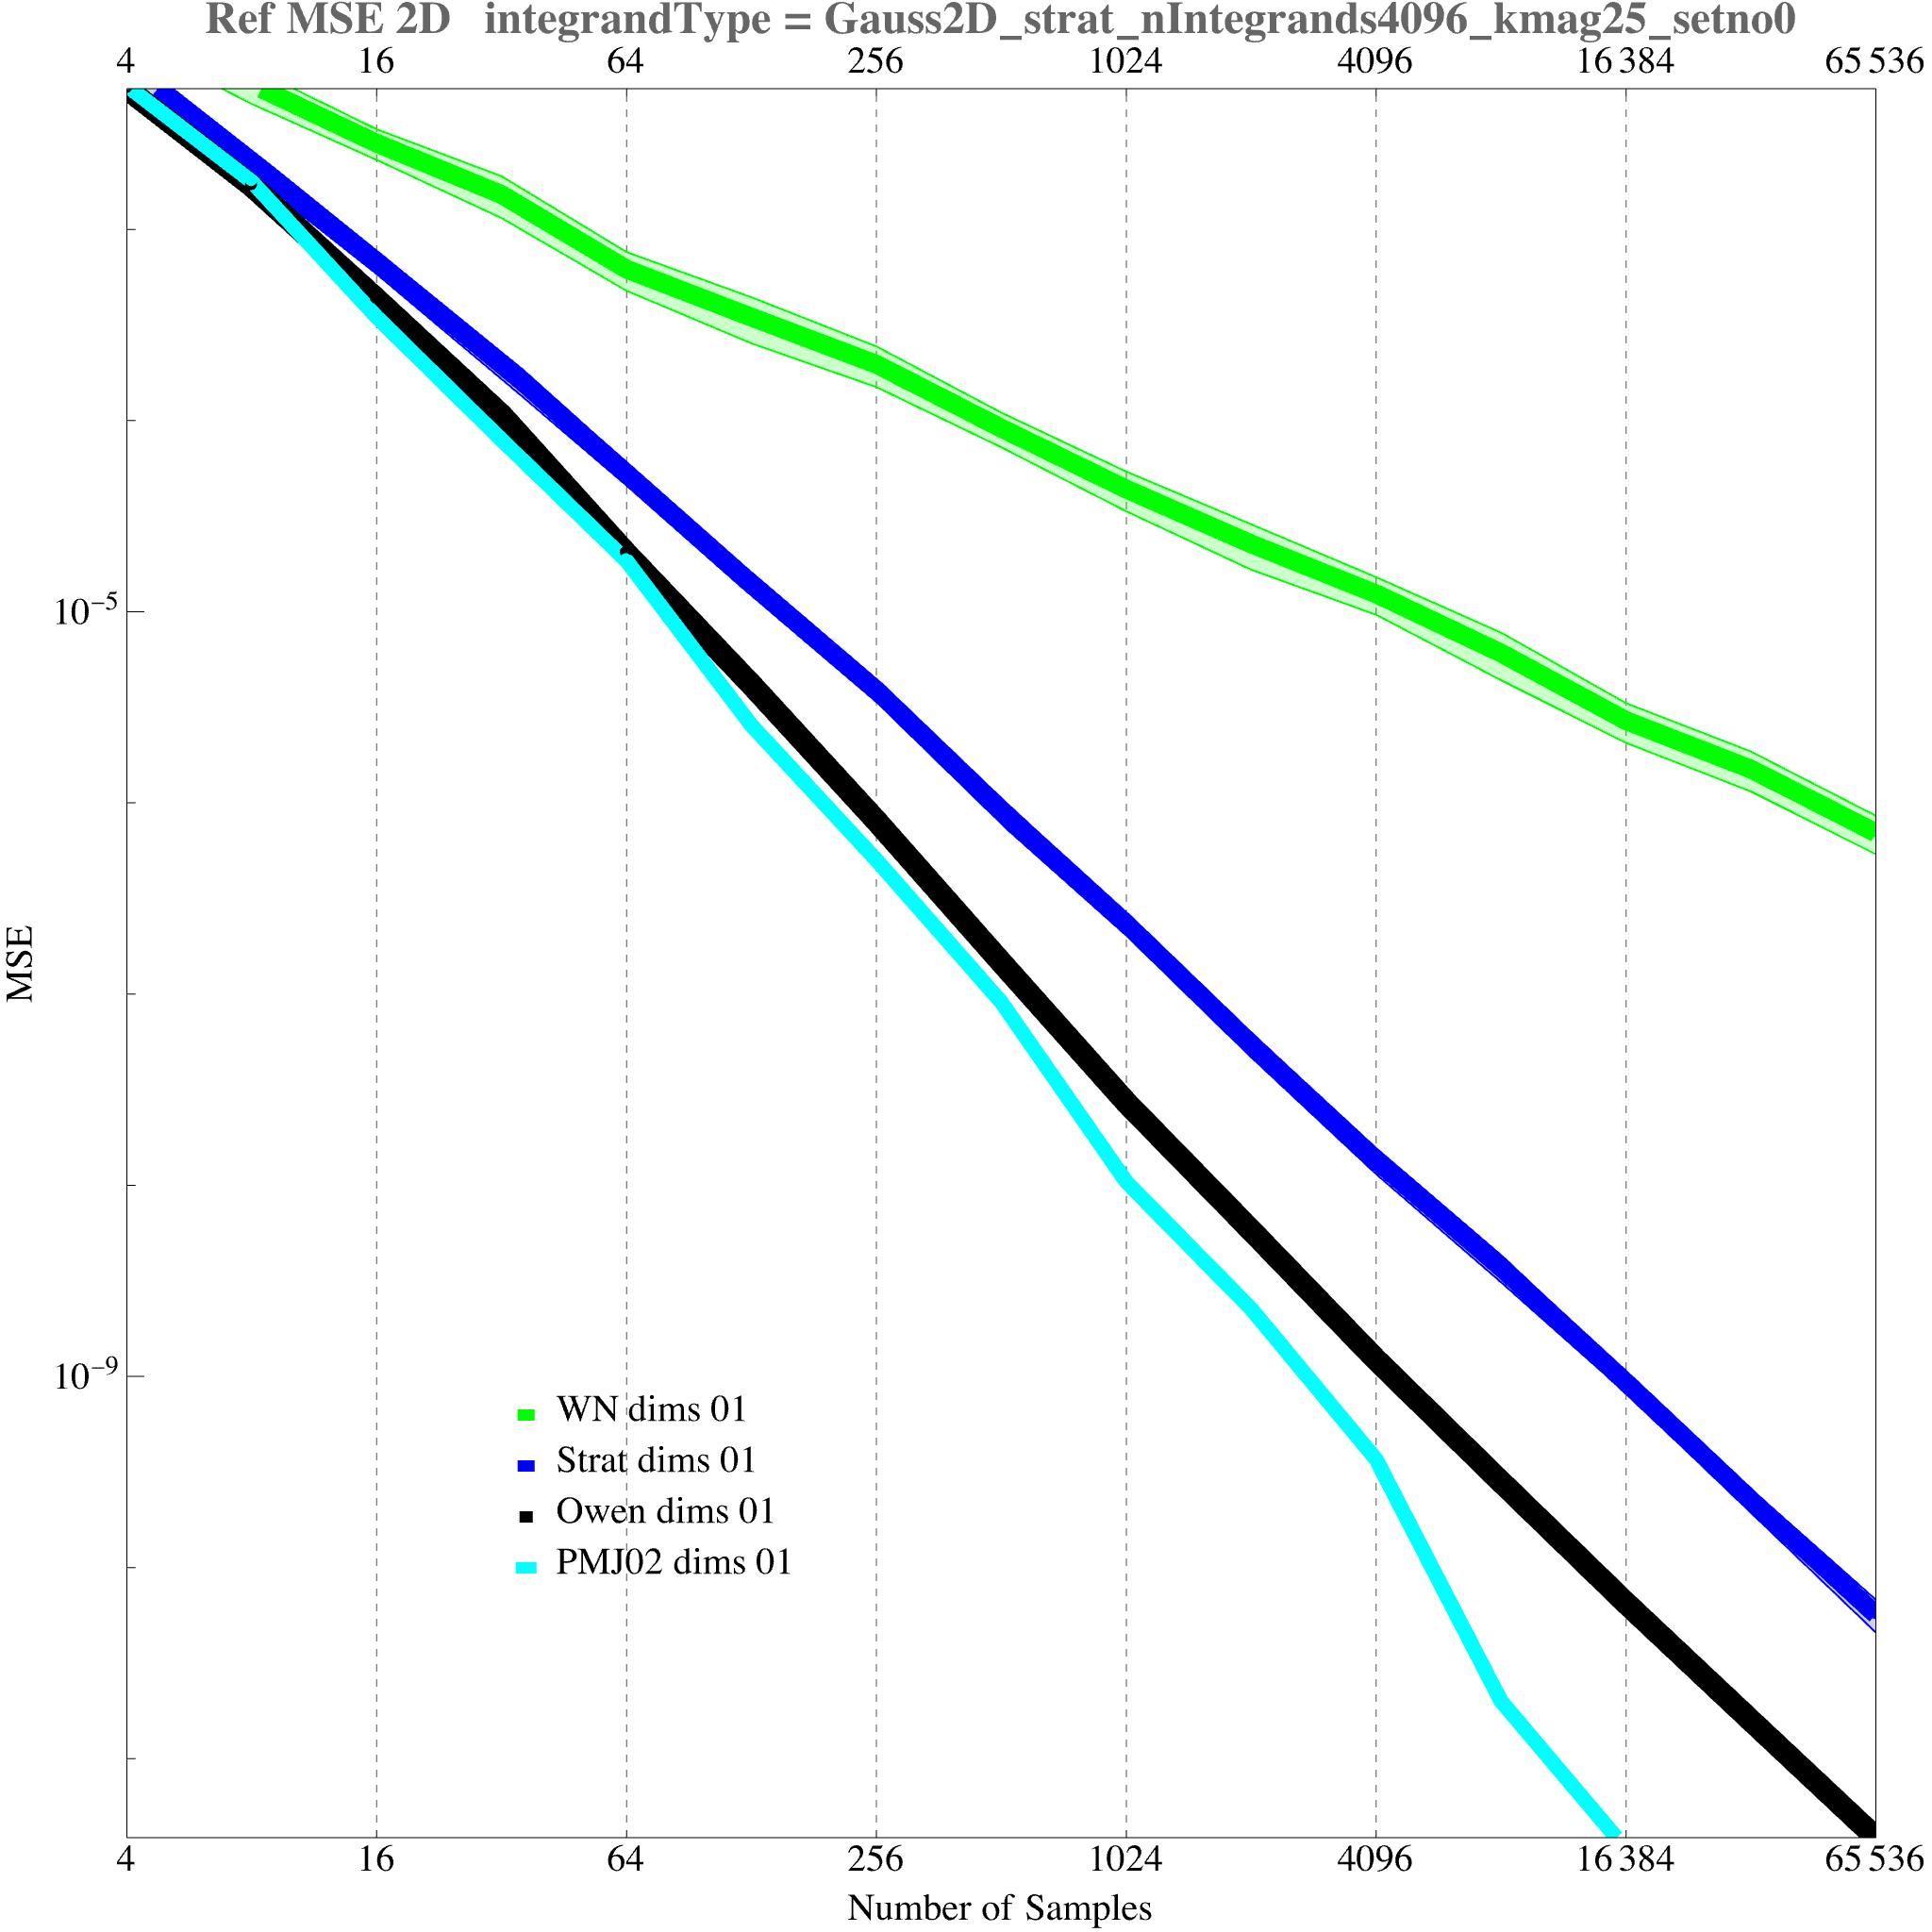 Ref MSE 2D integrandType = Gauss2D_strat_nIntegrands4096_kmag25_setno0
4 16 64 256 1024 4096 16 384 65 536
10⁻⁵
MSE
10⁻⁹
WN dims 01
Strat dims 01
Owen dims 01
PMJ02 dims 01
4 16 64 256 1024 4096 16 384 65 536
Number of Samples